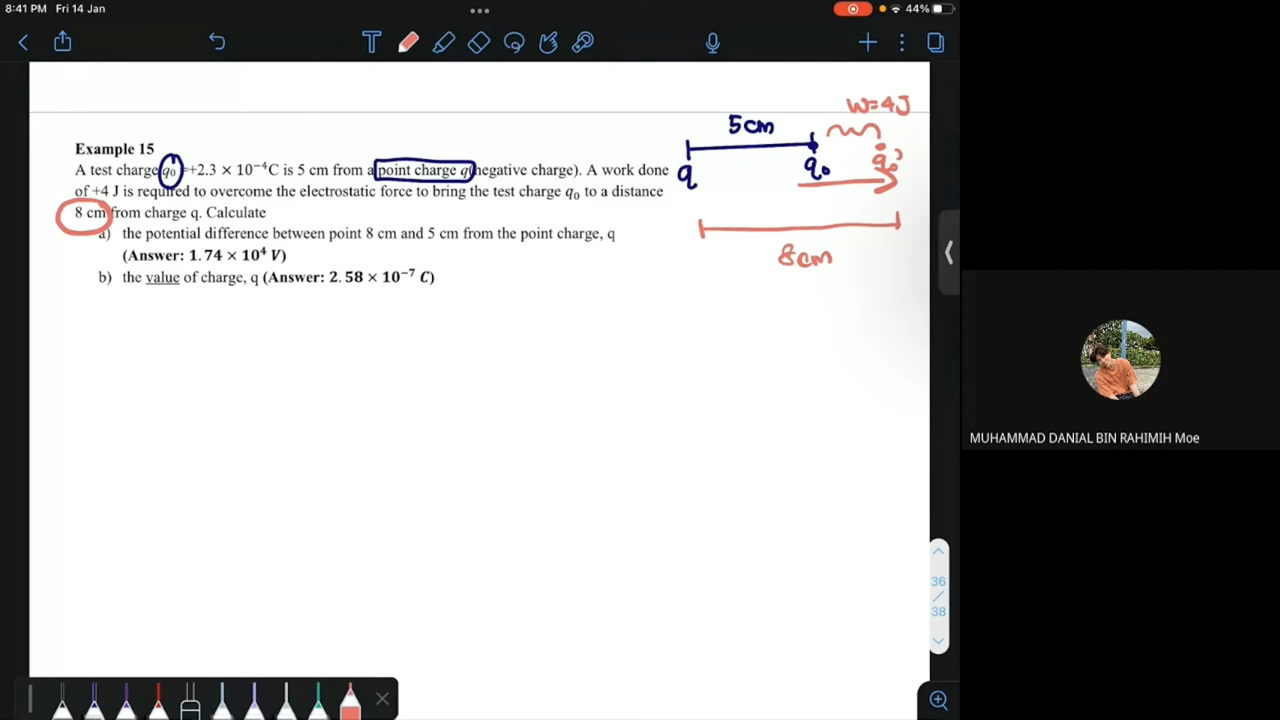 8:41 PM Fri 14 Jan
44%
W=4J
5cm
Example 15
A test charge q₀ =+2.3 × 10⁻⁴C is 5 cm from a point charge q(negative charge). A work done
q
q₀
q₀'
of +4 J is required to overcome the electrostatic force to bring the test charge q₀ to a distance
8 cm from charge q. Calculate
a) the potential difference between point 8 cm and 5 cm from the point charge, q
(Answer: 1.74 × 10⁴ V)
8cm
b) the value of charge, q (Answer: 2.58 × 10⁻⁷ C)
MUHAMMAD DANIAL BIN RAHIMIH Moe
36
/
38